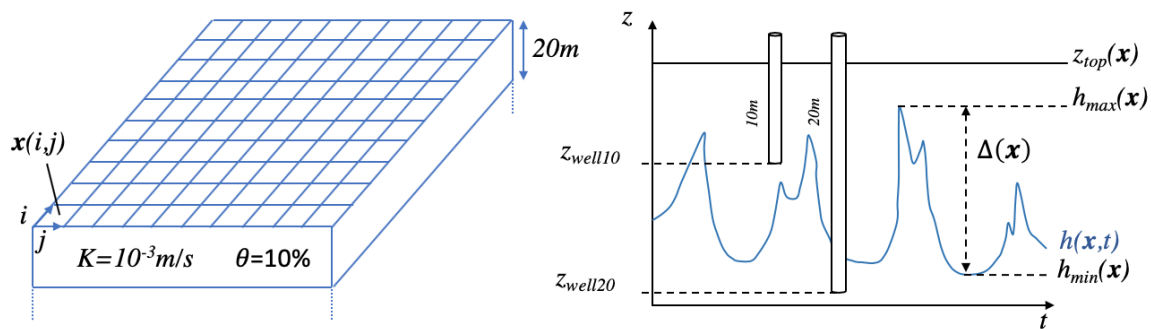 20m
x(i,j)
i
j
K=10⁻³m/s θ=10%
z
z_top(x)
h_max(x)
10m
20m
z_well10
Δ(x)
h(x,t)
h_min(x)
z_well20
t